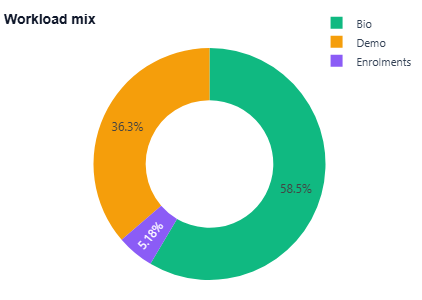 Workload mix
Bio
Demo
Enrolments
36.3%
58.5%
5.18%